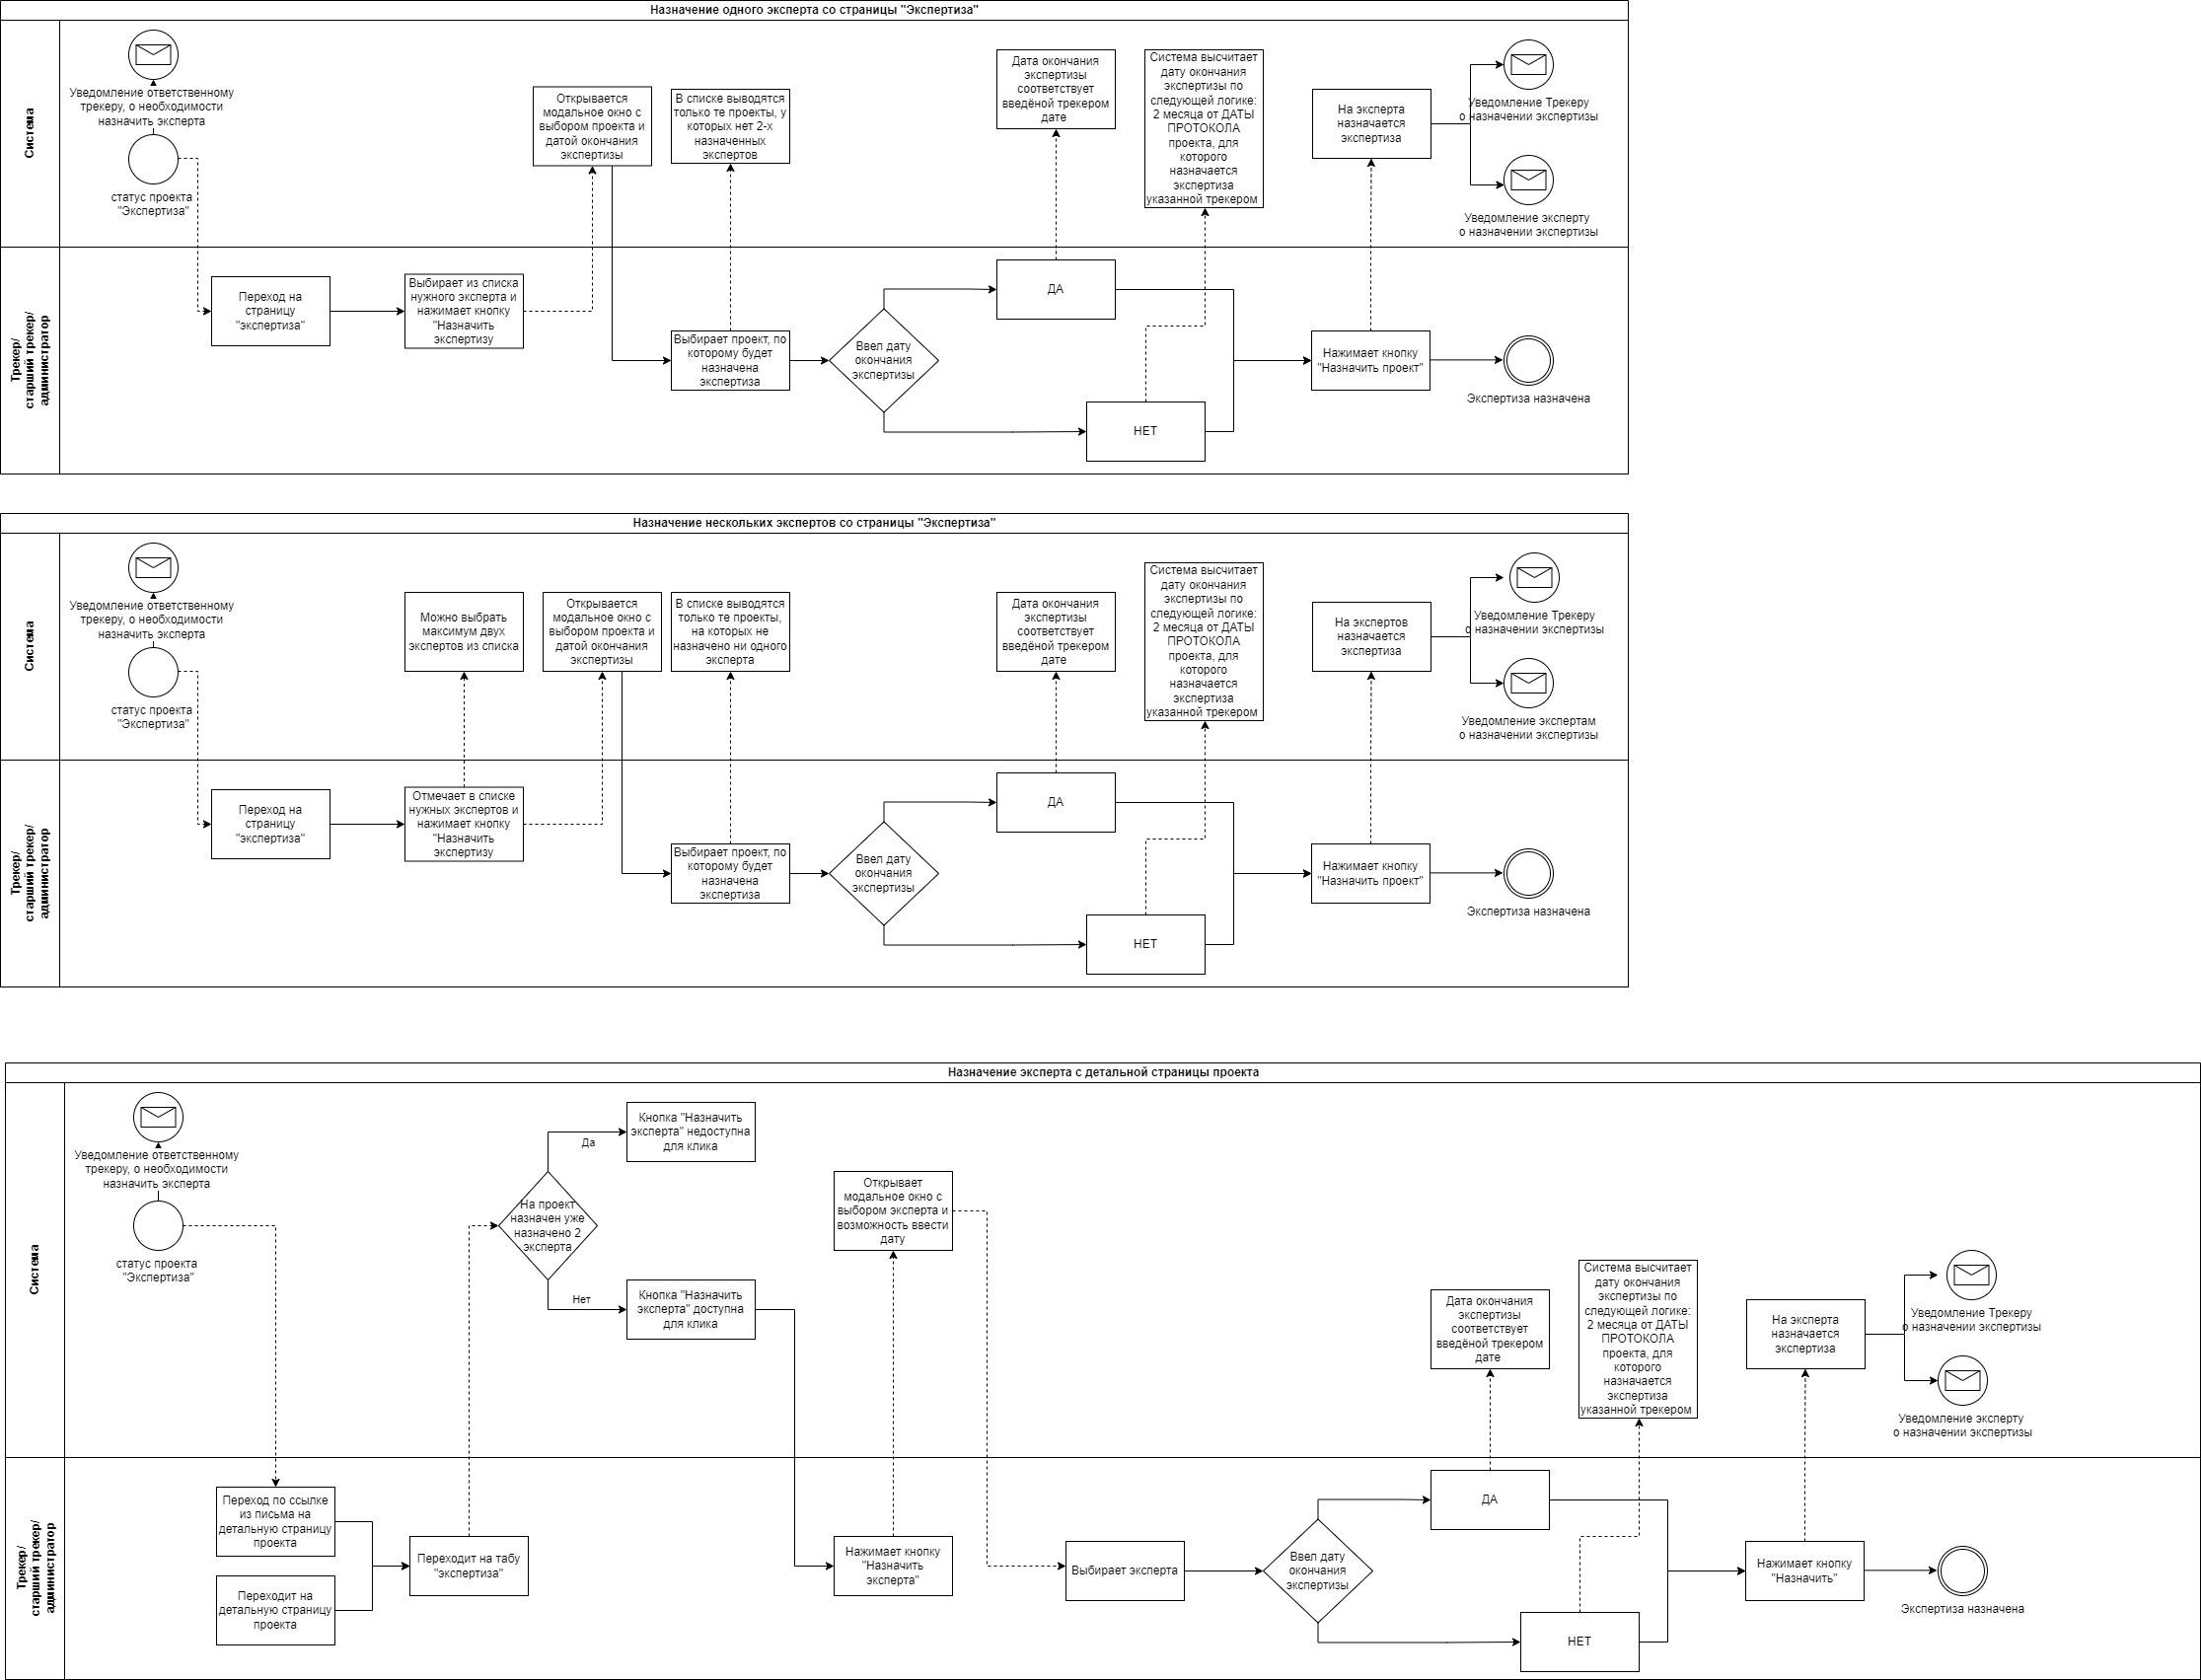 Назначение одного эксперта со страницы "Экспертиза"
Система
Уведомление ответственному
трекеру, о необходимости
назначить эксперта
статус проекта
"Экспертиза"
Открывается
модальное окно с
выбором проекта и
датой окончания
экспертизы
В списке выводятся
только те проекты, у
которых нет 2-х
назначенных
экспертов
Дата окончания
экспертизы
соответствует
введёной трекером
дате
Система высчитает
дату окончания
экспертизы по
следующей логике:
2 месяца от ДАТЫ
ПРОТОКОЛА
проекта, для
которого
назначается
экспертиза
указанной трекером
На эксперта
назначается
экспертиза
Уведомление Трекеру
о назначении экспертизы
Уведомление эксперту
о назначении экспертизы
Трекер/
старший трекер/
администратор
Переход на
страницу
"экспертиза"
Выбирает из списка
нужного эксперта и
нажимает кнопку
"Назначить
экспертизу
Выбирает проект, по
которому будет
назначена
экспертиза
Ввел дату
окончания
экспертизы
ДА
НЕТ
Нажимает кнопку
"Назначить проект"
Экспертиза назначена
Назначение нескольких экспертов со страницы "Экспертиза"
Система
Уведомление ответственному
трекеру, о необходимости
назначить эксперта
статус проекта
"Экспертиза"
Можно выбрать
максимум двух
экспертов из списка
Открывается
модальное окно с
выбором проекта и
датой окончания
экспертизы
В списке выводятся
только те проекты,
на которых не
назначено ни одного
эксперта
Дата окончания
экспертизы
соответствует
введёной трекером
дате
Система высчитает
дату окончания
экспертизы по
следующей логике:
2 месяца от ДАТЫ
ПРОТОКОЛА
проекта, для
которого
назначается
экспертиза
указанной трекером
На экспертов
назначается
экспертиза
Уведомление Трекеру
о назначении экспертизы
Уведомление экспертам
о назначении экспертизы
Трекер/
старший трекер/
администратор
Переход на
страницу
"экспертиза"
Отмечает в списке
нужных экспертов и
нажимает кнопку
"Назначить
экспертизу
Выбирает проект, по
которому будет
назначена
экспертиза
Ввел дату
окончания
экспертизы
ДА
НЕТ
Нажимает кнопку
"Назначить проект"
Экспертиза назначена
Назначение эксперта с детальной страницы проекта
Система
Уведомление ответственному
трекеру, о необходимости
назначить эксперта
статус проекта
"Экспертиза"
На проект
назначен уже
назначено 2
эксперта
Да
Кнопка "Назначить
эксперта" недоступна
для клика
Нет
Кнопка "Назначить
эксперта" доступна
для клика
Открывает
модальное окно с
выбором эксперта и
возможность ввести
дату
Дата окончания
экспертизы
соответствует
введёной трекером
дате
Система высчитает
дату окончания
экспертизы по
следующей логике:
2 месяца от ДАТЫ
ПРОТОКОЛА
проекта, для
которого
назначается
экспертиза
указанной трекером
На эксперта
назначается
экспертиза
Уведомление Трекеру
о назначении экспертизы
Уведомление эксперту
о назначении экспертизы
Трекер/
старший трекер/
администратор
Переход по ссылке
из письма на
детальную страницу
проекта
Переходит на
детальную страницу
проекта
Переходит на табу
"экспертиза"
Нажимает кнопку
"Назначить
эксперта"
Выбирает эксперта
Ввел дату
окончания
экспертизы
ДА
НЕТ
Нажимает кнопку
"Назначить"
Экспертиза назначена